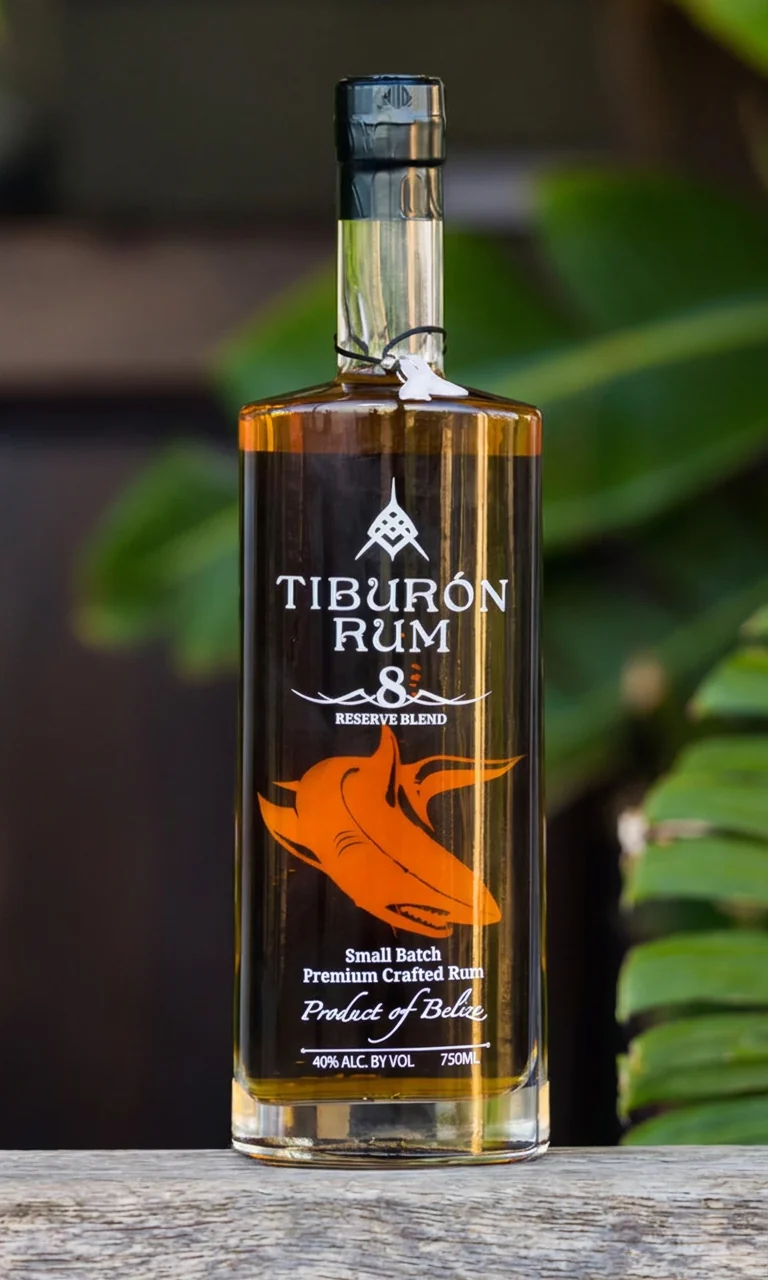 TIBURÓN
RUM
8
RESERVE BLEND
Small Batch
Premium Crafted Rum
Product of Belize
40% ALC. BY VOL 750ML